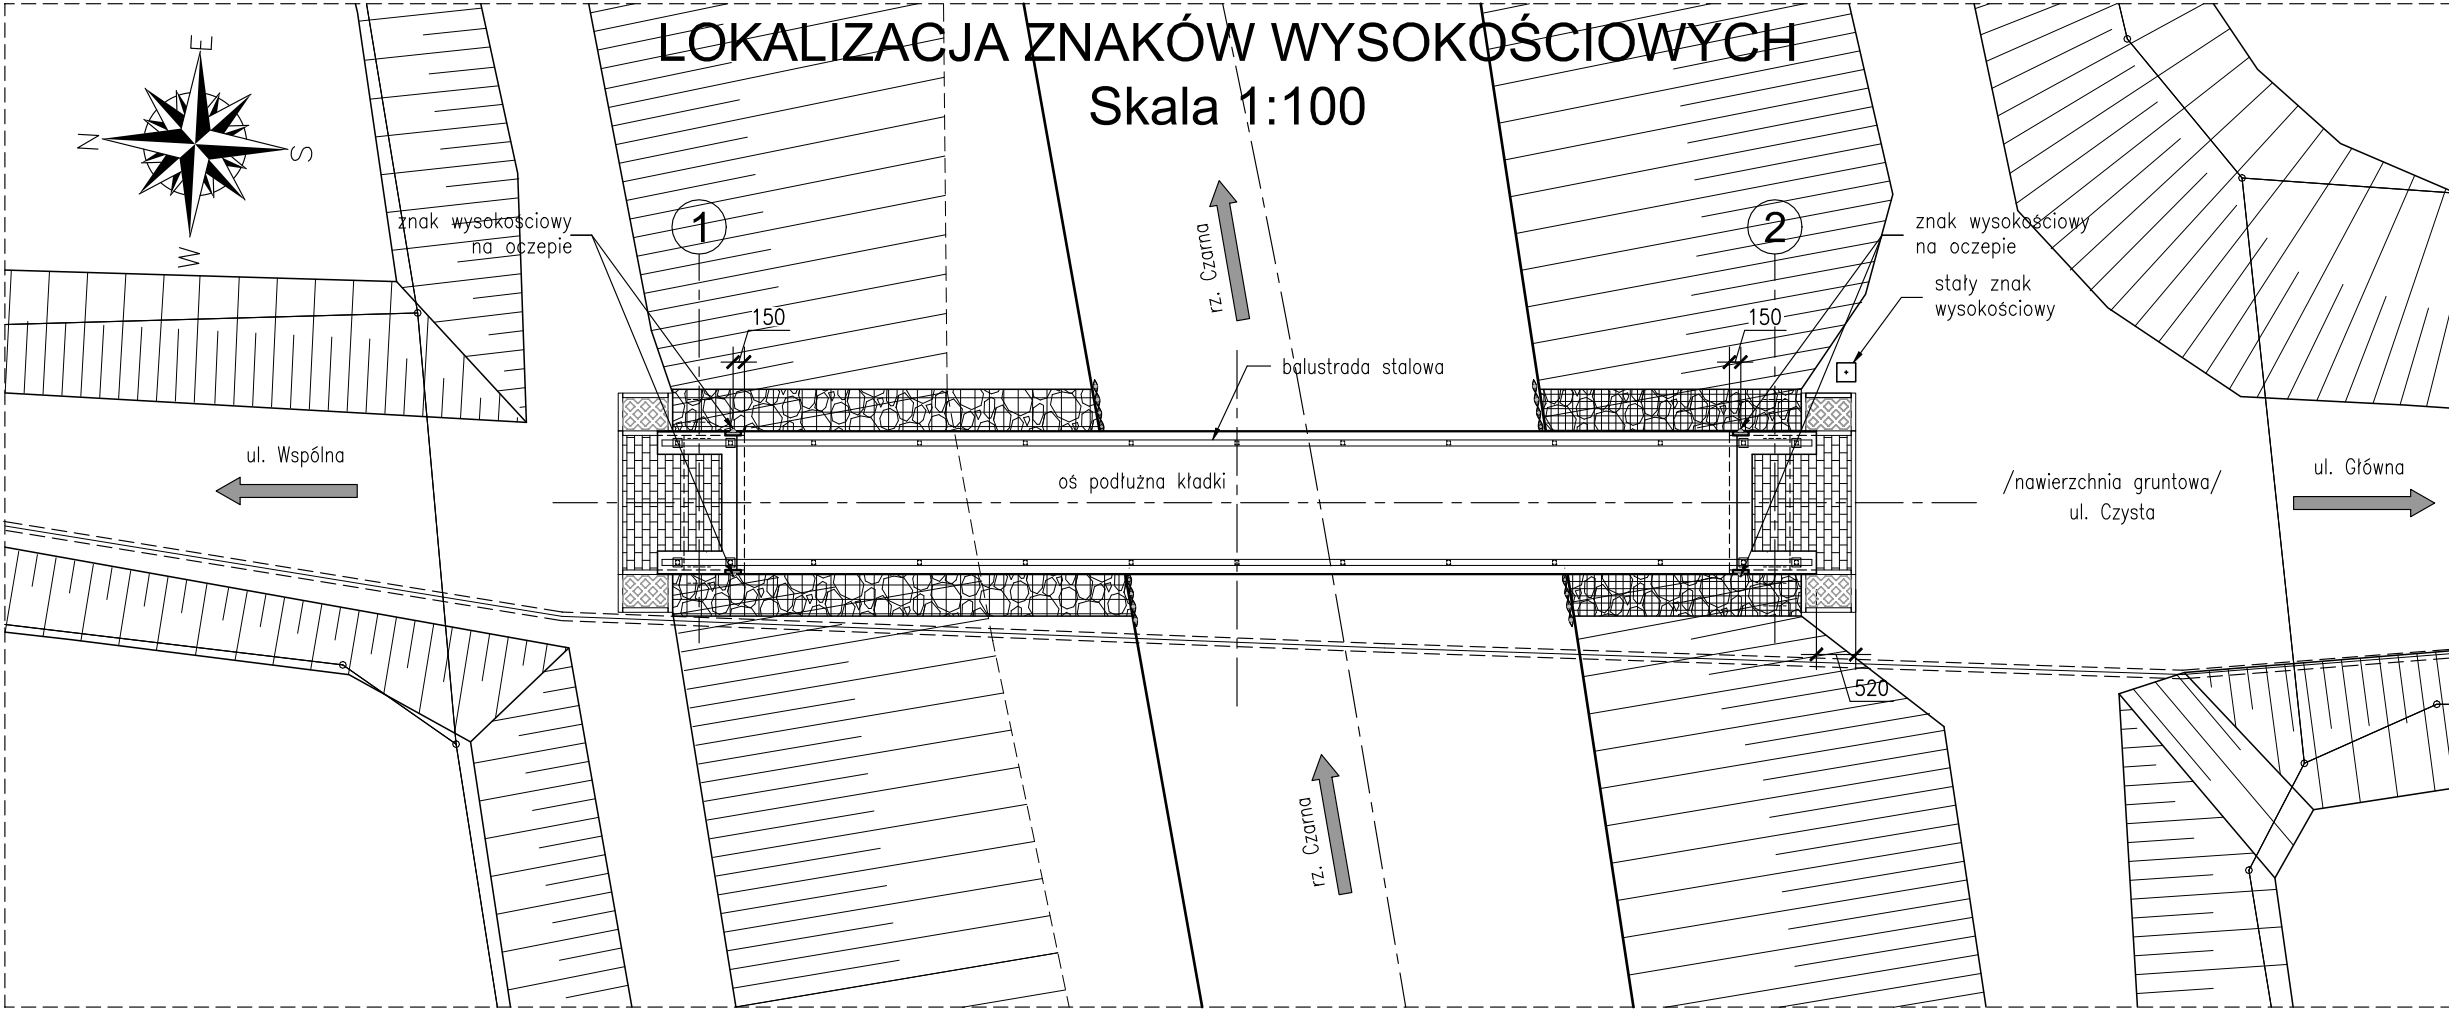 LOKALIZACJA ZNAKÓW WYSOKOŚCIOWYCH
Skala 1:100
E
N
S
W
znak wysokościowy
na oczepie
1
2
znak wysokościowy
na oczepie
stały znak
wysokościowy
rz. Czarna
150
150
balustrada stalowa
ul. Wspólna
oś podłużna kładki
/nawierzchnia gruntowa/
ul. Czysta
ul. Główna
520
rz. Czarna